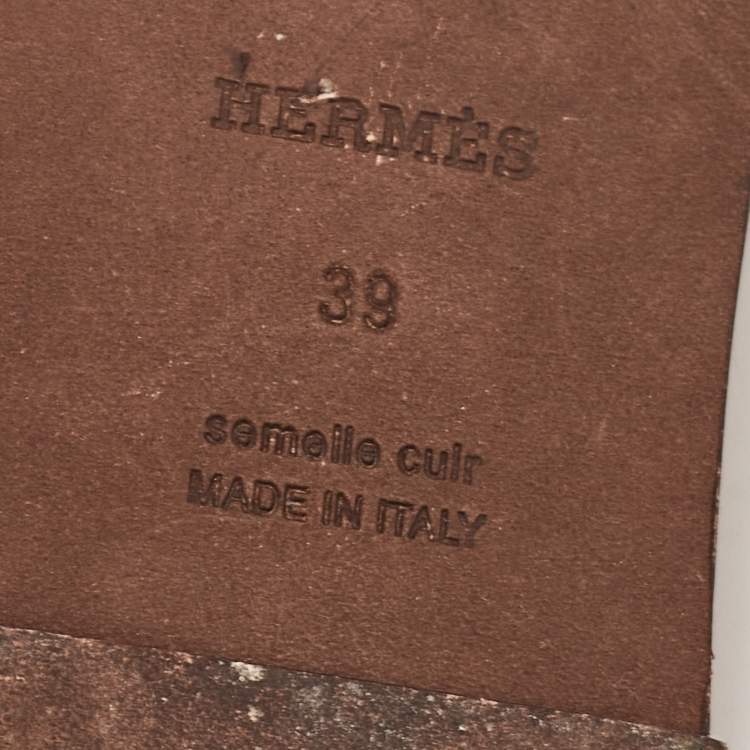 HERMÈS
39
semelle cuir
MADE IN ITALY